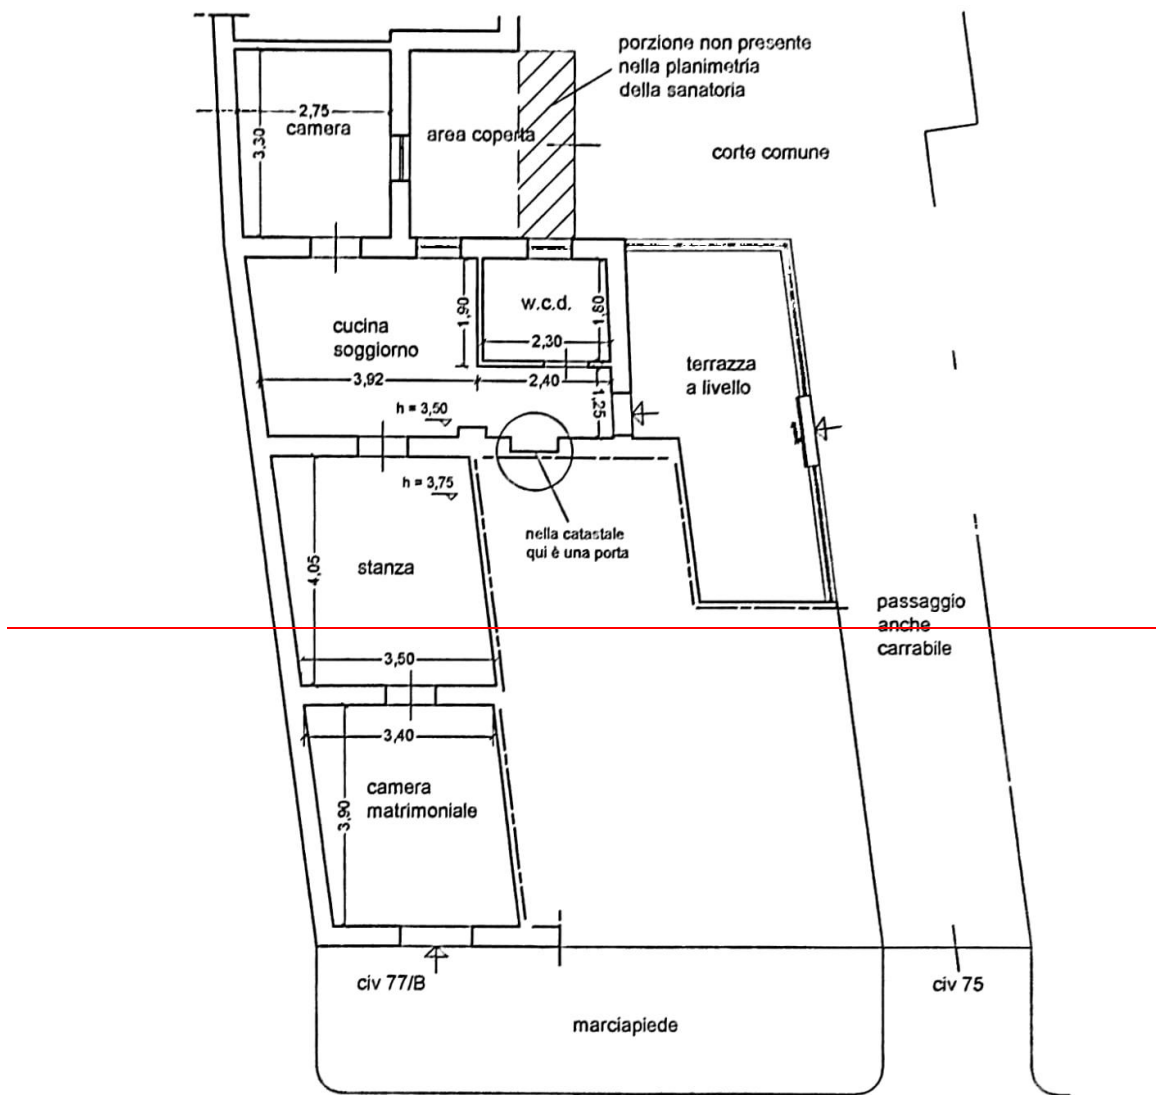 porzione non presente
nella planimetria
della sanatoria
2,75
camera
3,30
area coperta
corte comune
w.c.d.
1,90
1,80
2,30
cucina
soggiorno
3,92
2,40
1,25
terrazza
a livello
h = 3,50
h = 3,75
nella catastale
qui è una porta
stanza
4,05
3,50
passaggio
anche
carrabile
3,40
camera
matrimoniale
3,90
civ 77/B
civ 75
marciapiede